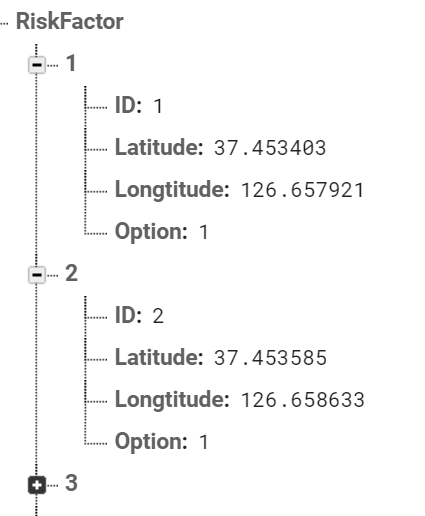 RiskFactor
1
ID: 1
Latitude: 37.453403
Longtitude: 126.657921
Option: 1
2
ID: 2
Latitude: 37.453585
Longtitude: 126.658633
Option: 1
3